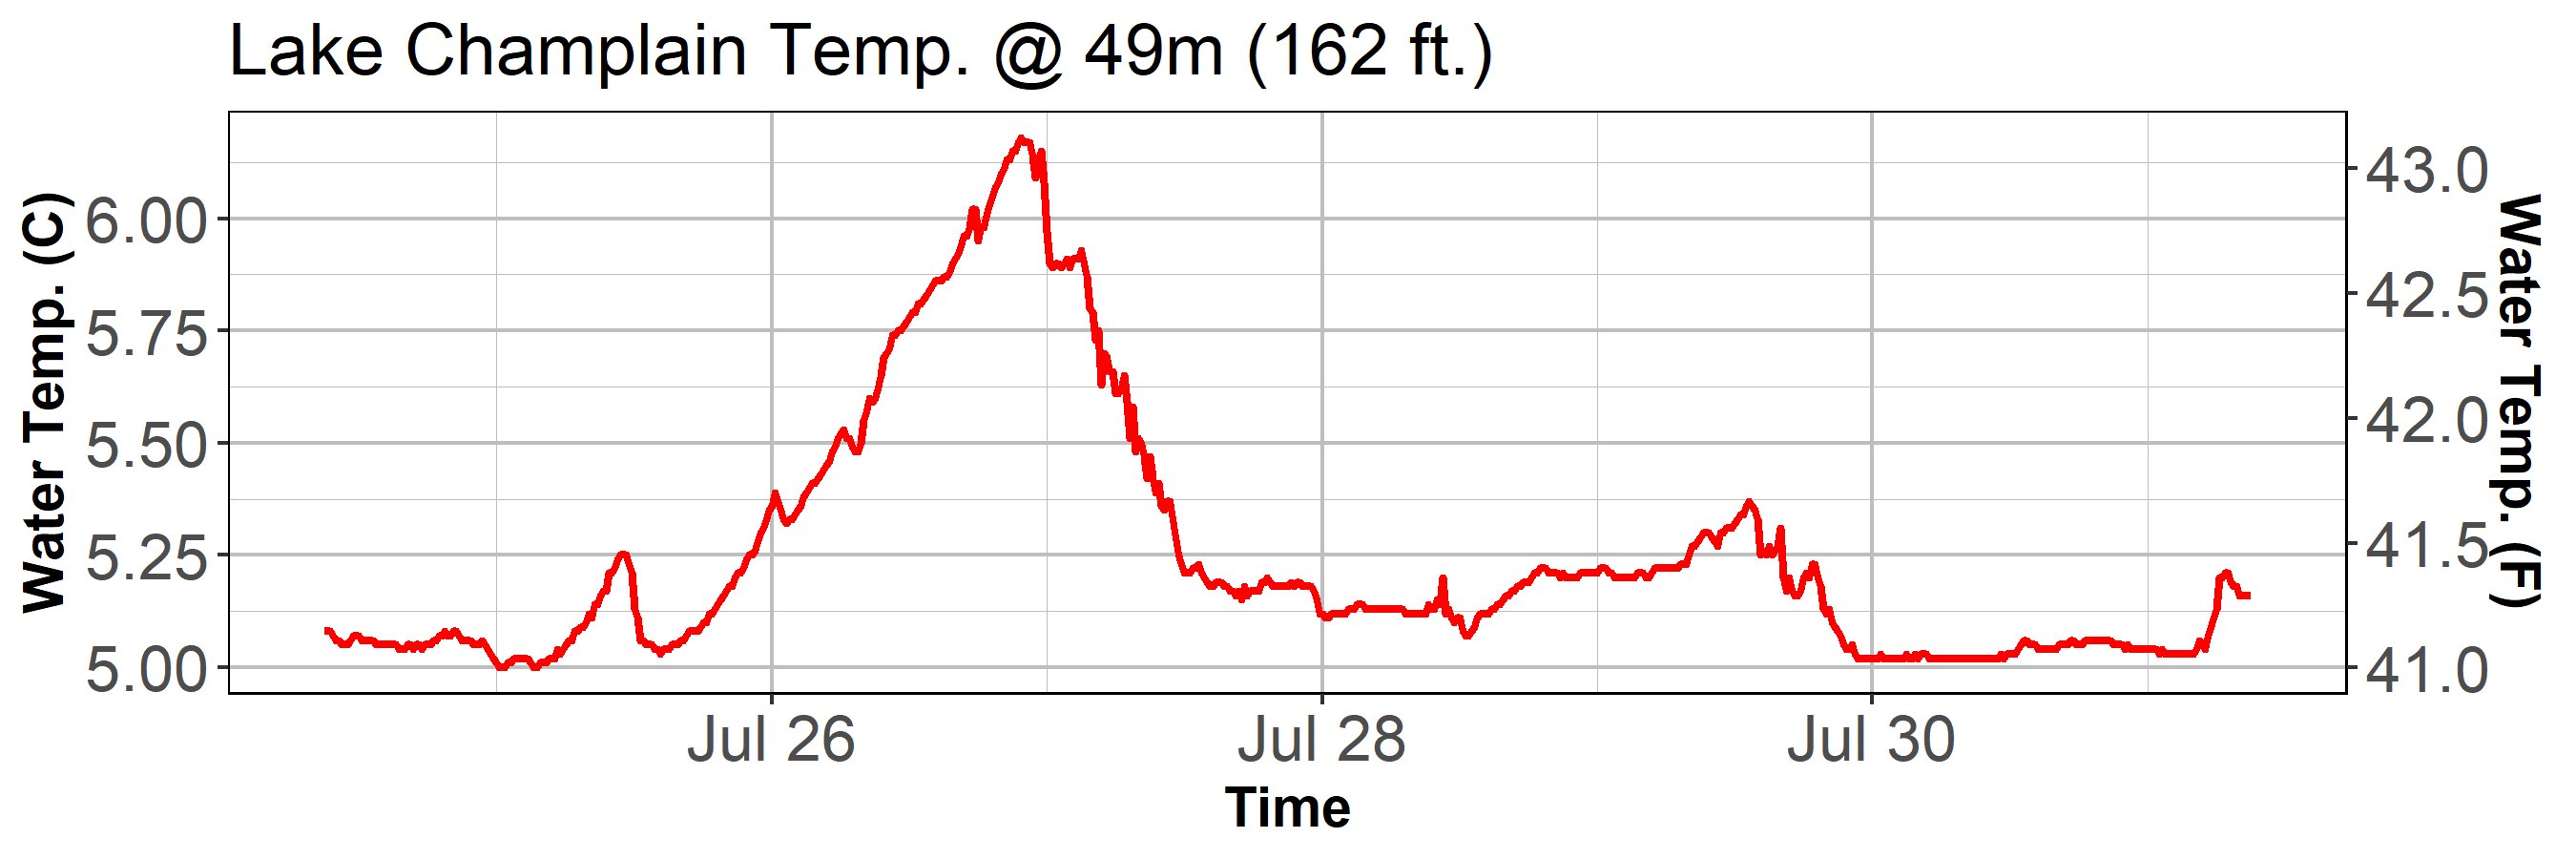 Lake Champlain Temp. @ 49m (162 ft.)
Water Temp. (C)
6.00
5.75
5.50
5.25
5.00
43.0
42.5
42.0
41.5
41.0
Water Temp. (F)
Jul 26
Jul 28
Jul 30
Time